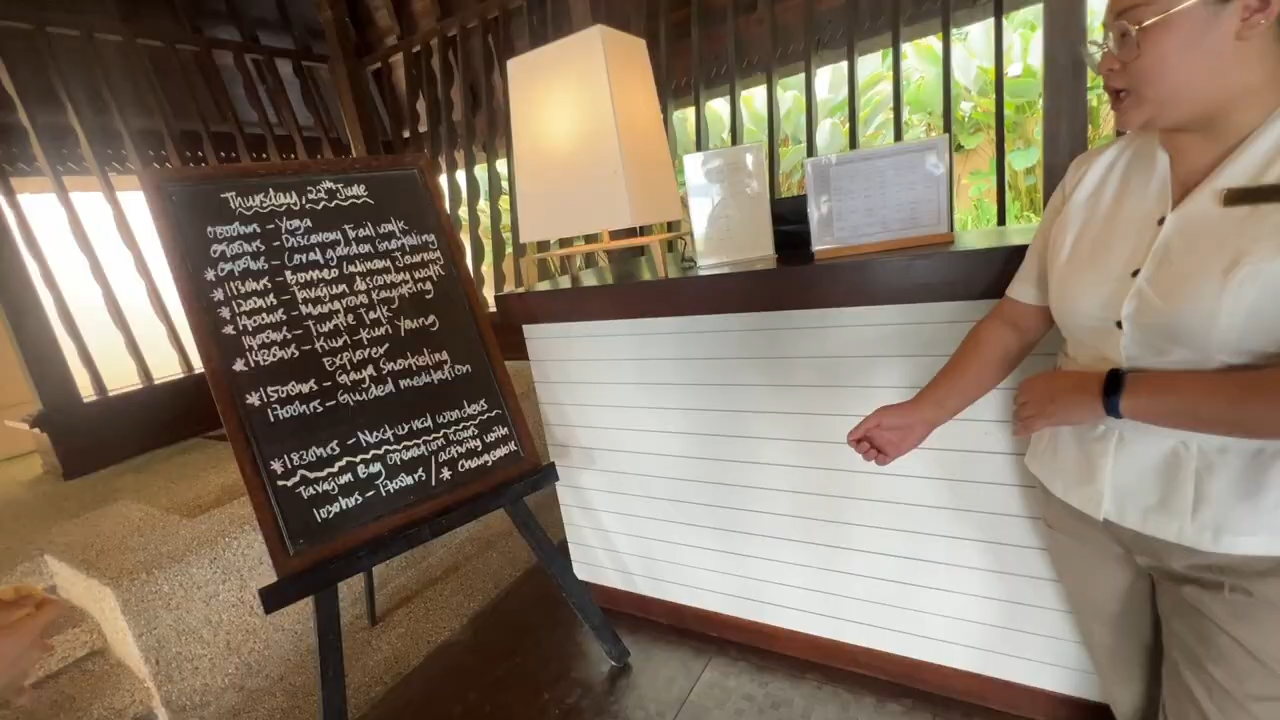 Thursday, 22th June
0800hrs - Yoga
0900hrs - Discovery Trail walk
*0900hrs - Coral garden snorkeling
*1130hrs - Borneo Culinary Journey
*1200hrs - Tavajun discovery walk
*1400hrs - Mangrove kayaking
1400hrs - Turtle Talk
*1430hrs - Kuri-Kuri Young
Explorer
*1500hrs - Gaya Snorkeling
1700hrs - Guided meditation
*1830hrs - Nocturnal wonders
Tavajun Bay operation hours
1030hrs - 1700hrs / activity with
* chargeable